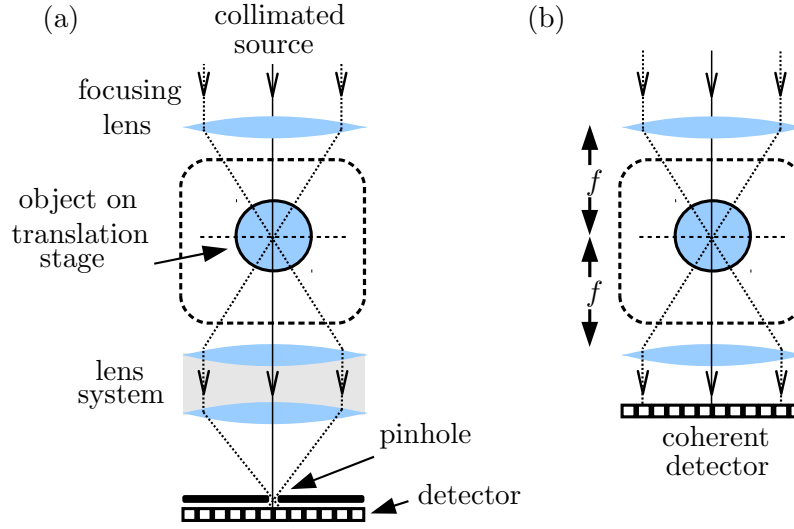 (a)
collimated
source
focusing
lens
object on
translation
stage
lens
system
pinhole
detector
(b)
f
f
coherent
detector